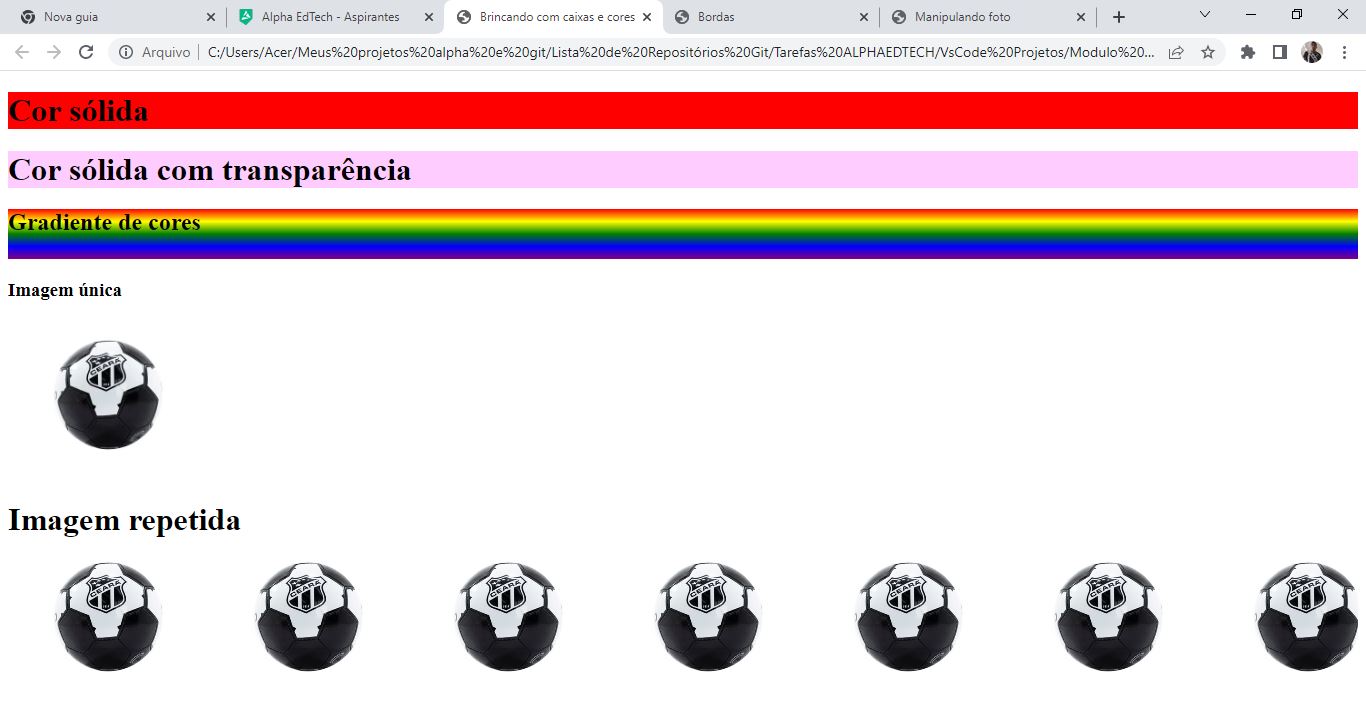 Nova guia
Alpha EdTech - Aspirantes
Brincando com caixas e cores
Bordas
Manipulando foto
Arquivo
C:/Users/Acer/Meus%20projetos%20alpha%20e%20git/Lista%20de%20Repositórios%20Git/Tarefas%20ALPHAEDTECH/VsCode%20Projetos/Modulo%20...
Cor sólida
Cor sólida com transparência
Gradiente de cores
Imagem única
CEARÁ
Imagem repetida
CEARÁ
CEARÁ
CEARÁ
CEARÁ
CEARÁ
CEARÁ
CEARÁ